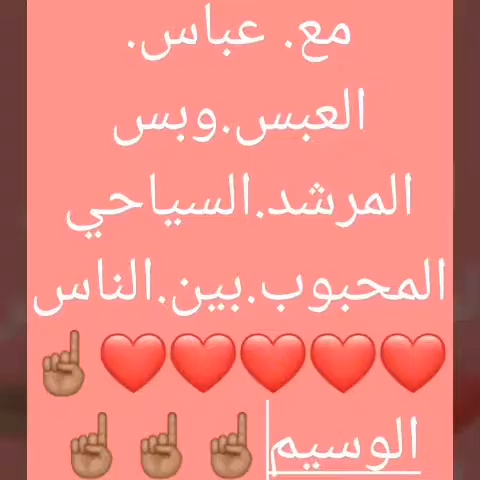 مع. عباس.
العبس.وبس
المرشد.السياحي
المحبوب.بين.الناس
❤️❤️❤️❤️❤️☝🏾
الوسيم☝🏾☝🏾☝🏾